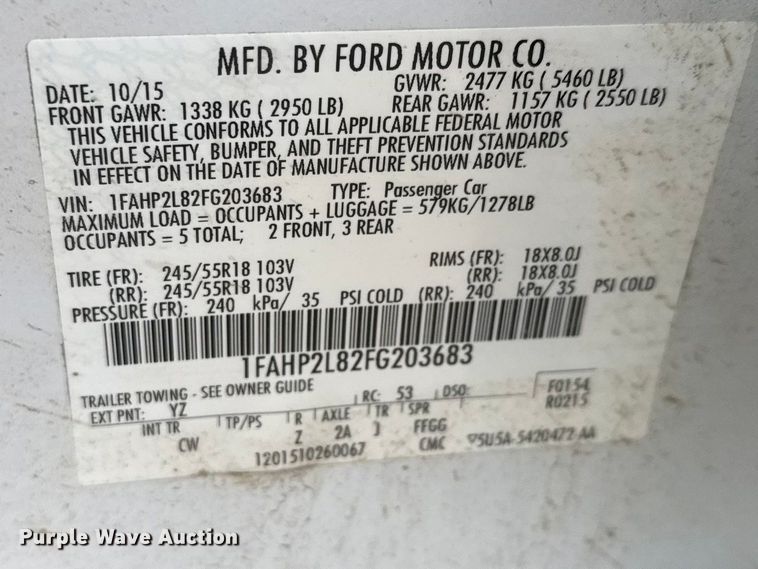 MFD. BY FORD MOTOR CO.
DATE: 10/15 GVWR: 2477 KG ( 5460 LB)
FRONT GAWR: 1338 KG ( 2950 LB) REAR GAWR: 1157 KG ( 2550 LB)
THIS VEHICLE CONFORMS TO ALL APPLICABLE FEDERAL MOTOR
VEHICLE SAFETY, BUMPER, AND THEFT PREVENTION STANDARDS
IN EFFECT ON THE DATE OF MANUFACTURE SHOWN ABOVE.
VIN: 1FAHP2L82FG203683 TYPE: Passenger Car
MAXIMUM LOAD = OCCUPANTS + LUGGAGE = 579KG/1278LB
OCCUPANTS = 5 TOTAL; 2 FRONT, 3 REAR
TIRE (FR): 245/55R18 103V RIMS (FR): 18X8.0J
(RR): 245/55R18 103V (RR): 18X8.0J
PRESSURE (FR): 240 kPa/ 35 PSI COLD (RR): 240 kPa/ 35 PSI COLD
1FAHP2L82FG203683
TRAILER TOWING - SEE OWNER GUIDE
EXT PNT: YZ RC: 53 DSO: F0154
R0215
INT TR TP/PS R AXLE TR SPR
CW Z 2A J FFGG
1201510260067 CMC 5U5A-5420472-AA
Purple Wave Auction